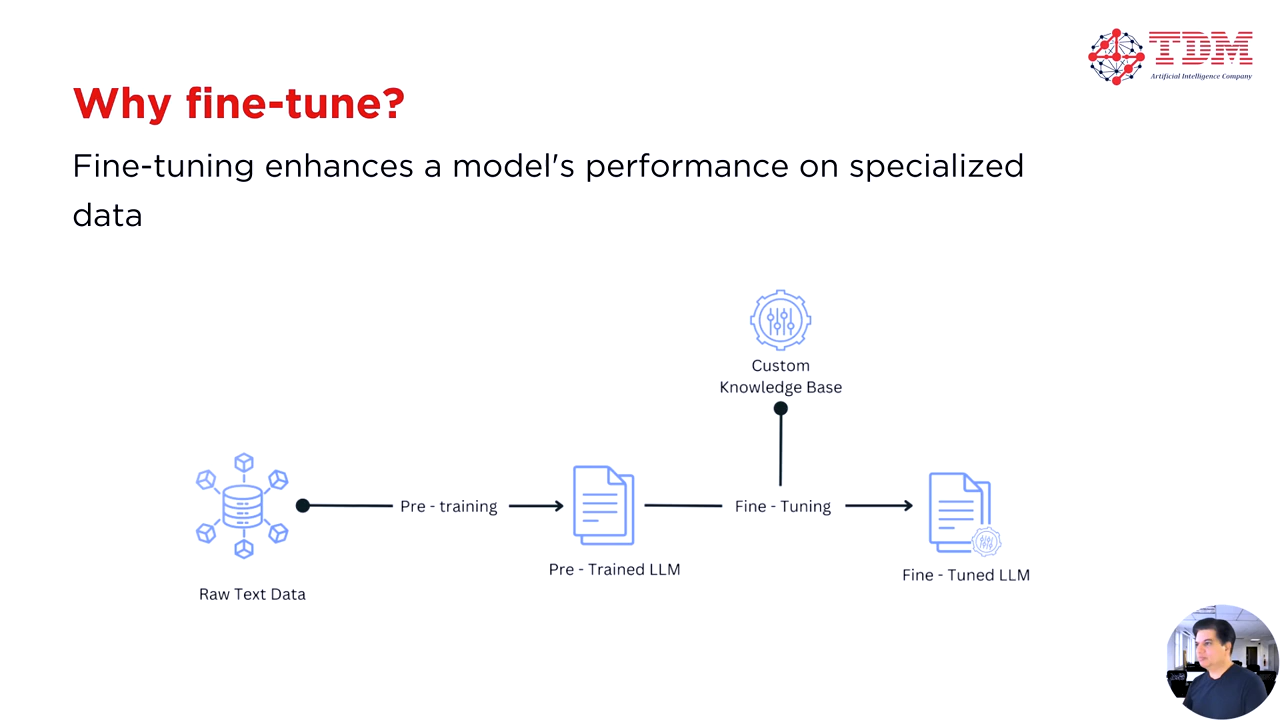 TDM
Artificial Intelligence Company
Why fine-tune?
Fine-tuning enhances a model's performance on specialized
data
Custom
Knowledge Base
Pre - training
Fine - Tuning
Pre - Trained LLM
Fine - Tuned LLM
Raw Text Data